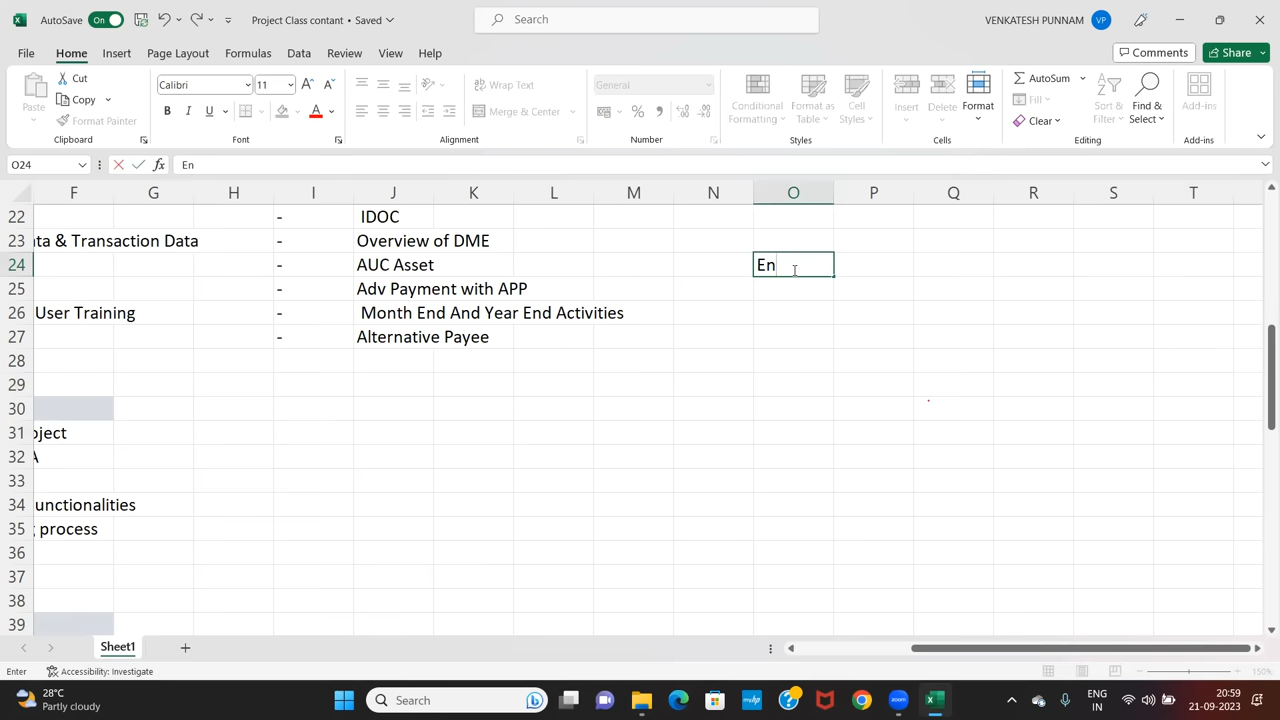 AutoSave On Project Class contant • Saved Search VENKATESH PUNNAM VP
File Home Insert Page Layout Formulas Data Review View Help Comments Share
Paste Cut Copy Format Painter Clipboard
Calibri 11 B I U A Font
Wrap Text Merge & Center Alignment
General % , Number
Conditional Formatting Format as Table Cell Styles Styles
Insert Delete Format Cells
AutoSum Fill Clear Sort & Filter Find & Select Editing
Add-ins Add-ins
O24 fx En
F G H I J K L M N O P Q R S T
22 - IDOC
23 ata & Transaction Data - Overview of DME
24 - AUC Asset En
25 - Adv Payment with APP
26 User Training - Month End And Year End Activities
27 - Alternative Payee
28
29
30
31 oject
32 A
33
34 unctionalities
35 g process
36
37
38
39
Sheet1
Enter Accessibility: Investigate 150%
28°C Partly cloudy Search ENG IN 20:59 21-09-2023